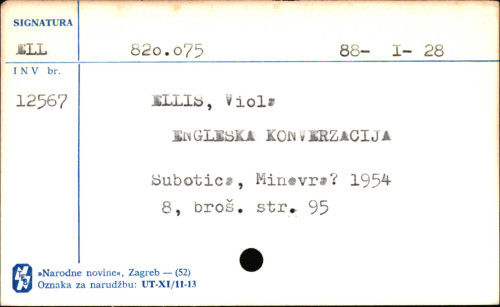 SIGNATURA
ELL 820.075 88- I- 28
INV br.
12567 ELLIS, Viola
ENGLESKA KONVERZACIJA
Subotica, Minevra? 1954
8, broš. str. 95
»Narodne novine«, Zagreb — (52)
Oznaka za narudžbu: UT-XI/11-13